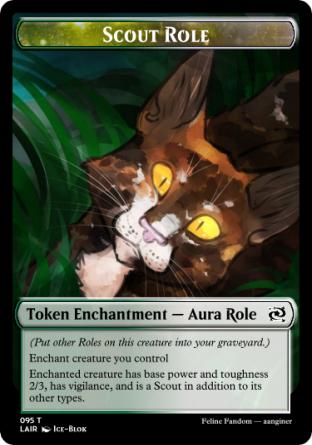 Scout Role
Token Enchantment — Aura Role
(Put other Roles on this creature into your graveyard.)
Enchant creature you control
Enchanted creature has base power and toughness
2/3, has vigilance, and is a Scout in addition to its
other types.
095 T
Feline Fandom — aanginer
LAIR Ice-Blok